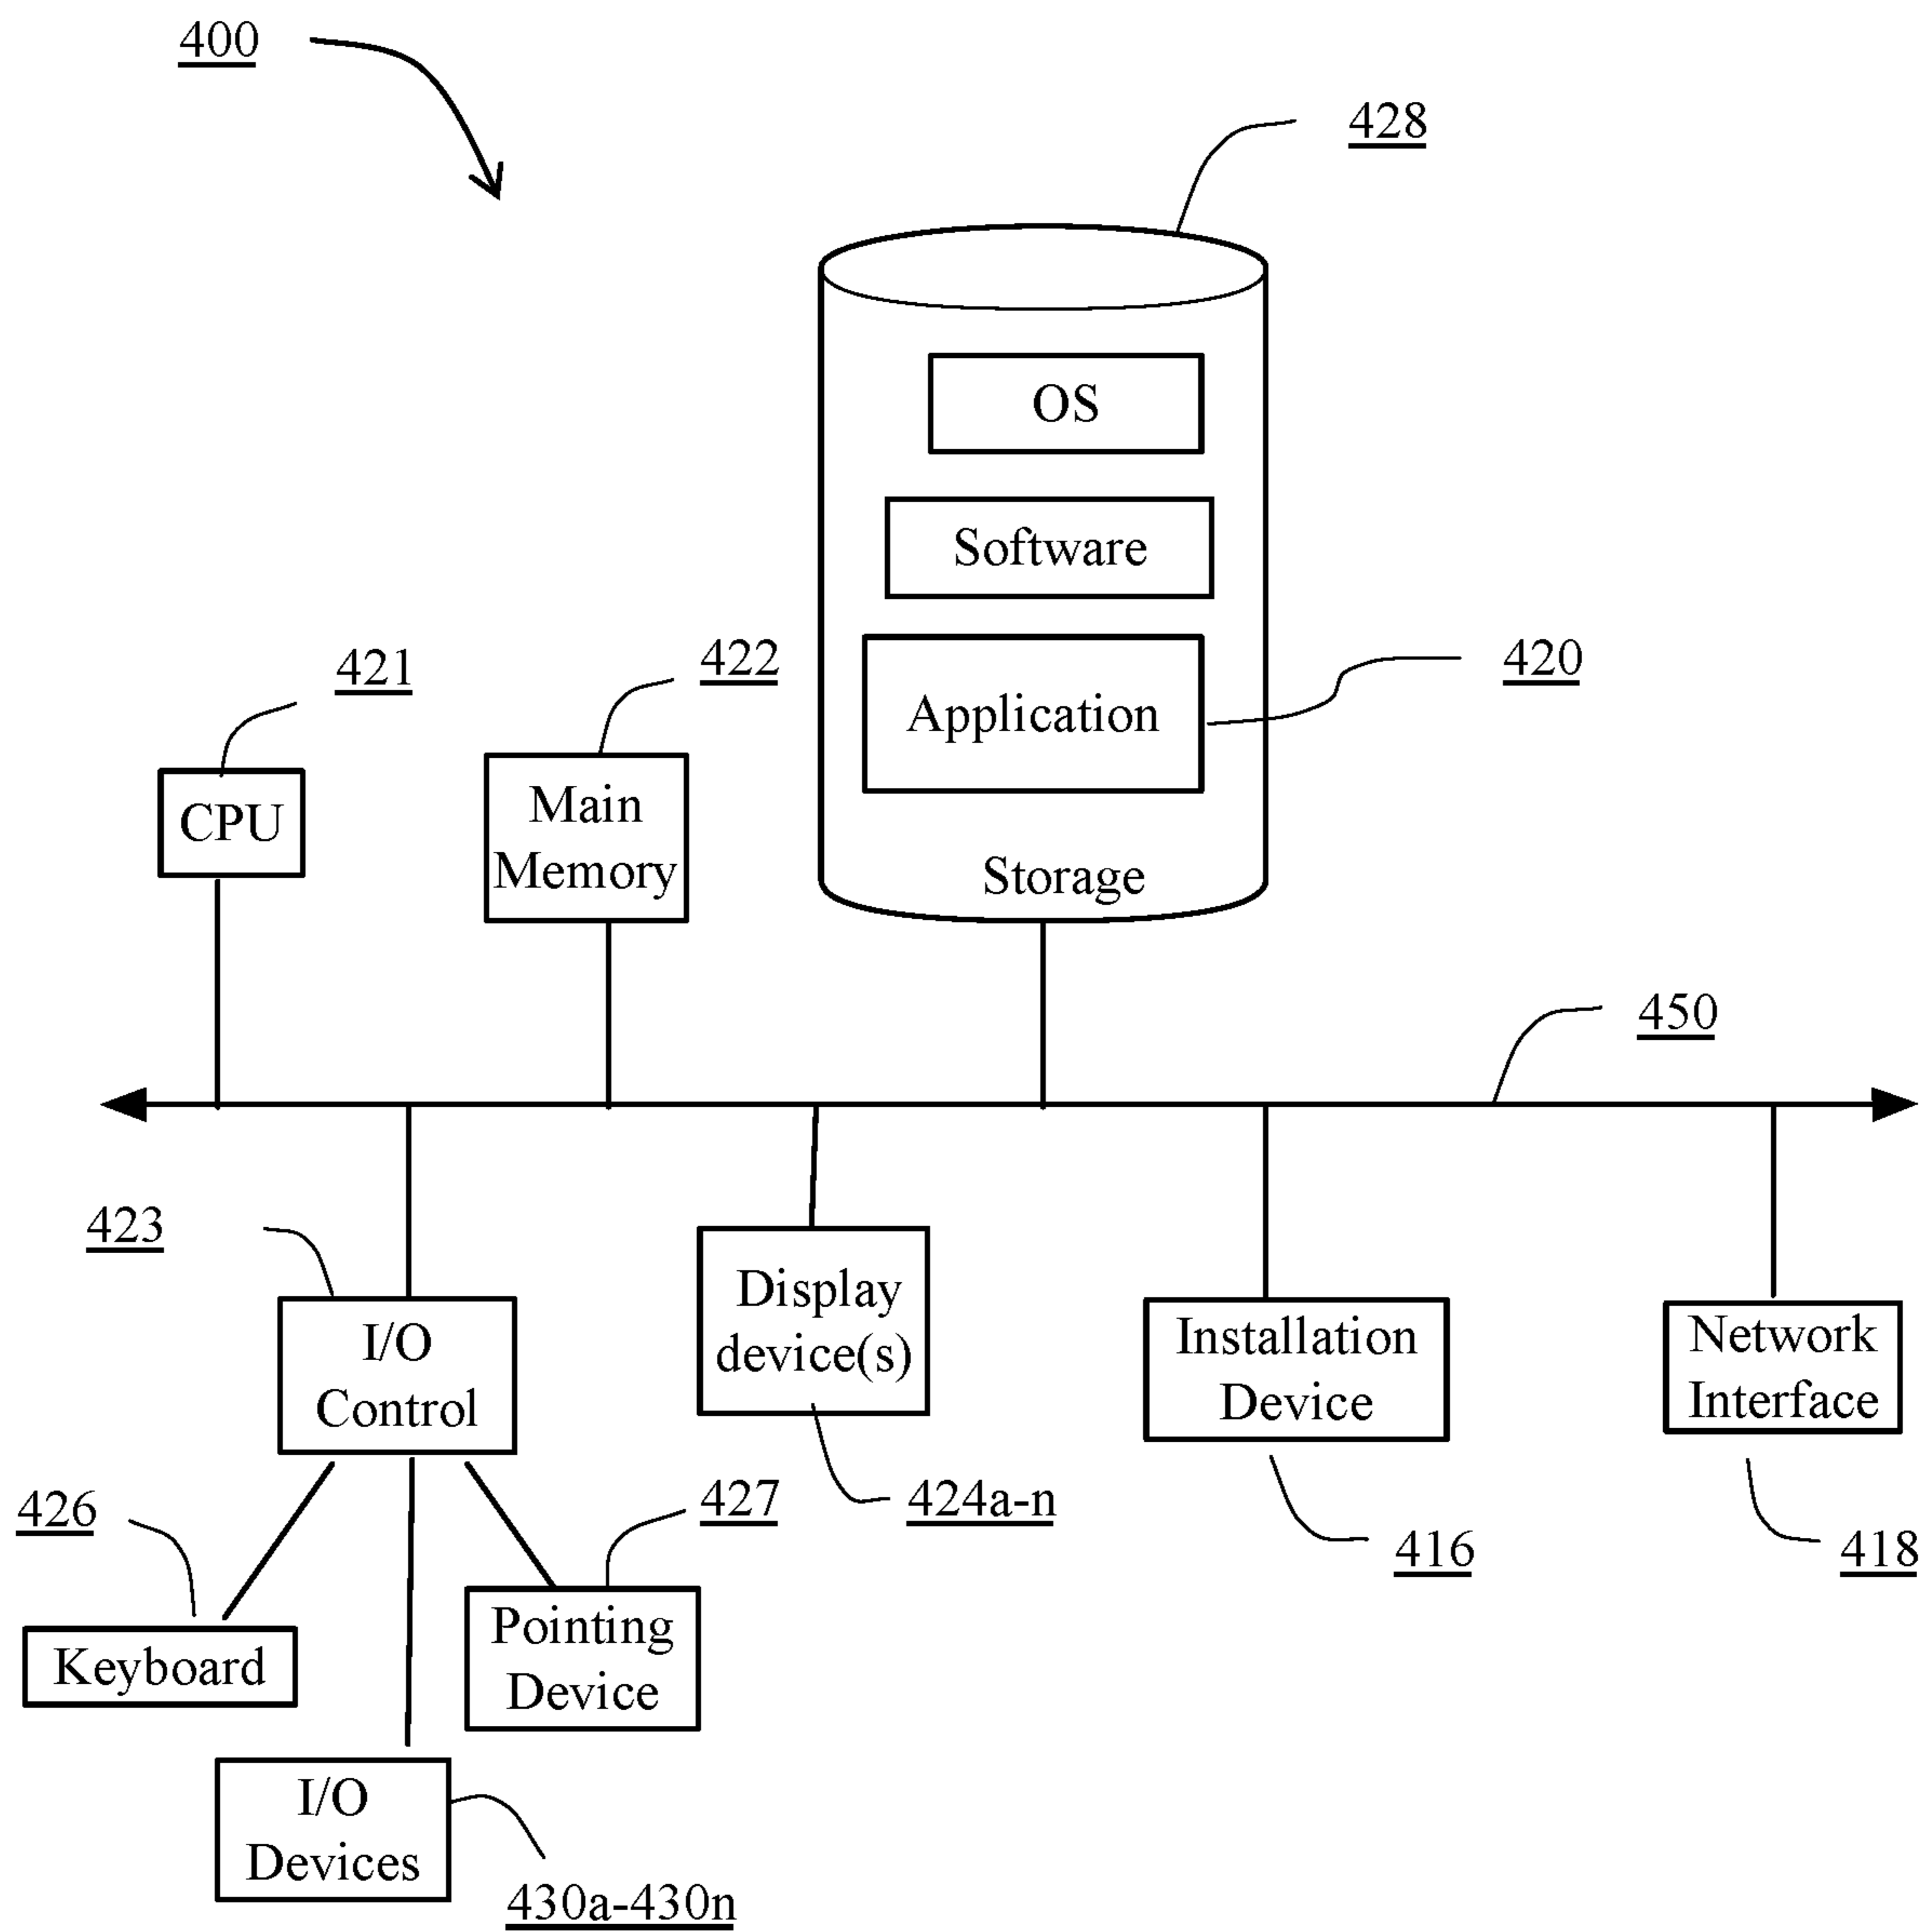 400
428
OS
Software
421
422
420
Application
CPU
Main
Memory
Storage
450
423
Display
device(s)
I/O
Control
Installation
Device
Network
Interface
426
427
424a-n
416
418
Keyboard
Pointing
Device
I/O
Devices
430a-430n